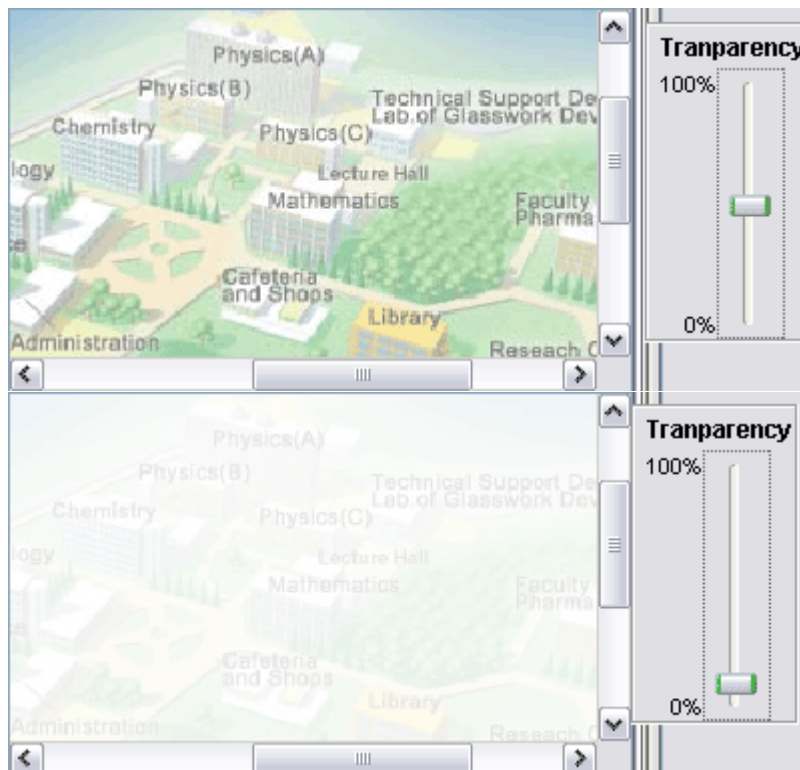 Physics(A)
Tranparency
100%
Physics(B)
Technical Support De
Lab.of Glasswork Dev
Chemistry
Physics(C)
logy
Lecture Hall
Mathematics
Faculty
Pharma
e
Cafeteria
and Shops
Library
0%
Administration
Reseach C
Physics(A)
Tranparency
100%
Physics(B)
Technical Support De
Lab.of Glasswork Dev
Chemistry
Physics(C)
logy
Lecture Hall
Mathematics
Faculty
Pharma
e
Cafeteria
and Shops
Library
0%
Administration
Reseach C